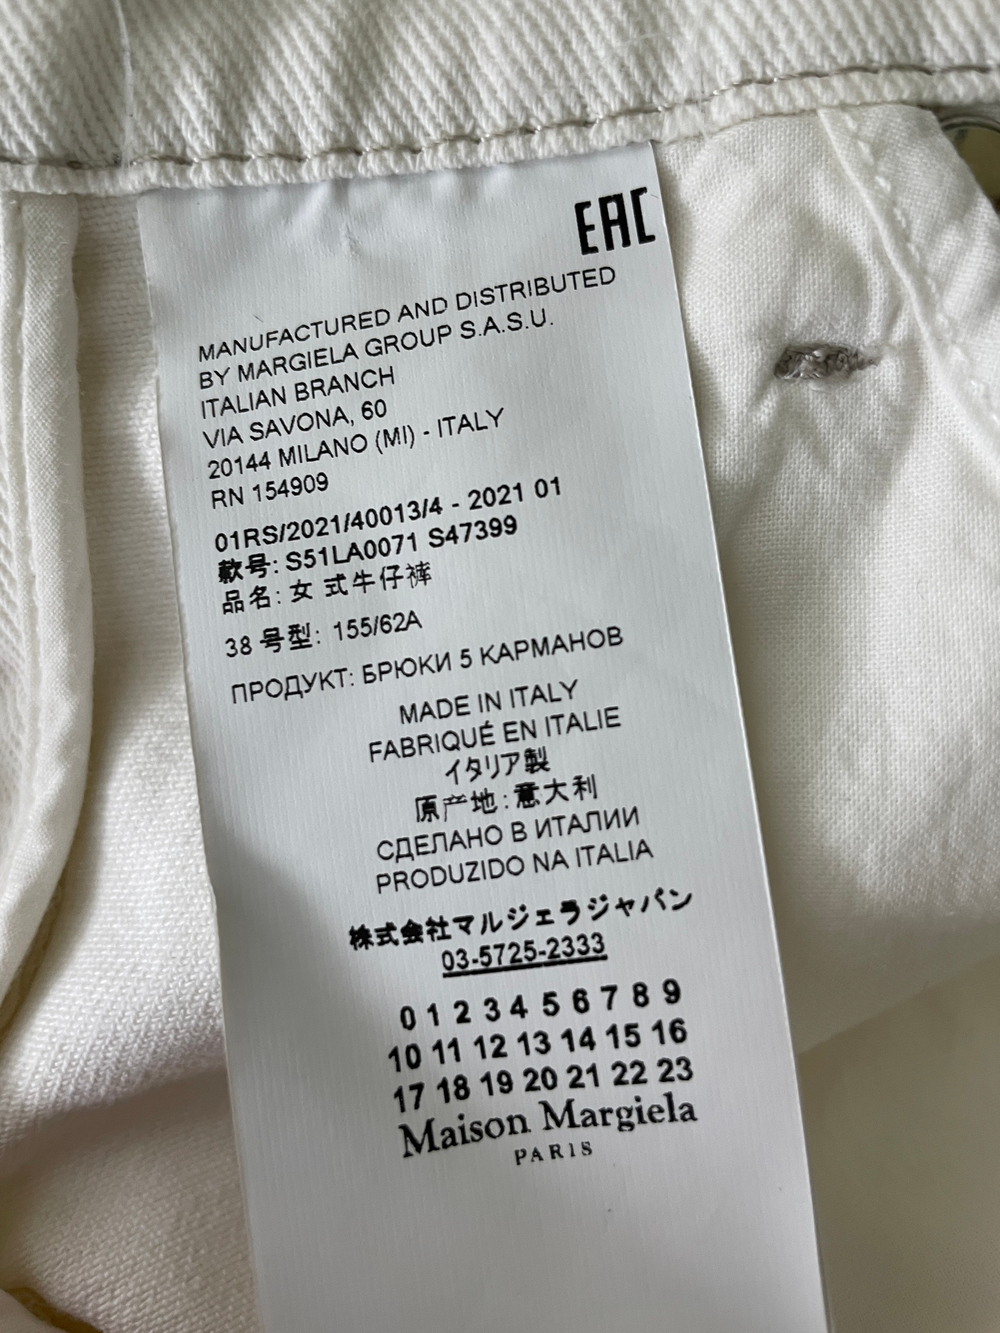 EAC
MANUFACTURED AND DISTRIBUTED
BY MARGIELA GROUP S.A.S.U.
ITALIAN BRANCH
VIA SAVONA, 60
20144 MILANO (MI) - ITALY
RN 154909
01RS/2021/40013/4 - 2021 01
款号: S51LA0071 S47399
品名: 女 式牛仔裤
38 号型: 155/62A
ПРОДУКТ: БРЮКИ 5 КАРМАНОВ
MADE IN ITALY
FABRIQUÉ EN ITALIE
イタリア製
原产地: 意大利
СДЕЛАНО В ИТАЛИИ
PRODUZIDO NA ITALIA
株式会社マルジェラジャパン
03-5725-2333
0 1 2 3 4 5 6 7 8 9
10 11 12 13 14 15 16
17 18 19 20 21 22 23
Maison Margiela
PARIS